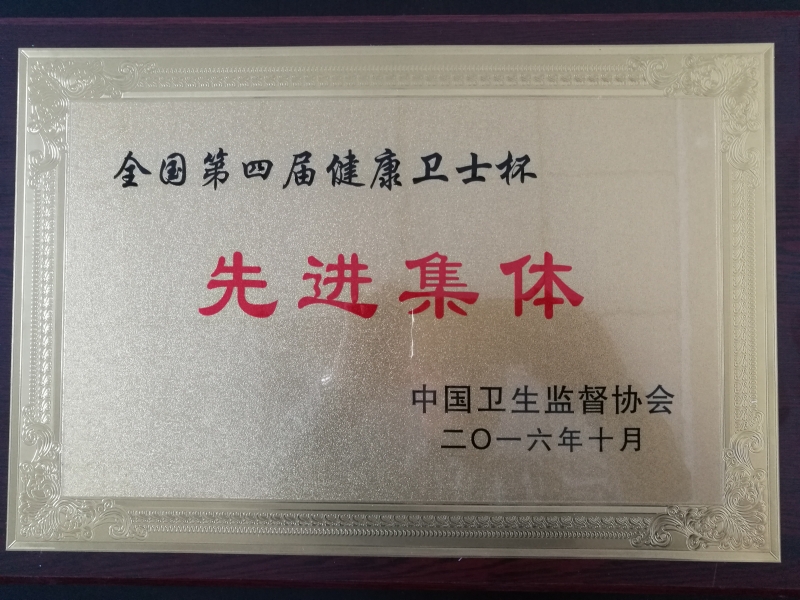 全国第四届健康卫士杯
先进集体
中国卫生监督协会
二〇一六年十月